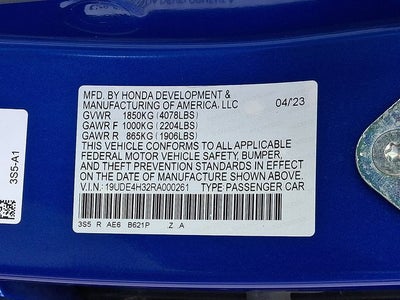 MFD. BY HONDA DEVELOPMENT &
MANUFACTURING OF AMERICA, LLC 04/'23
GVWR 1850KG (4078LBS)
GAWR F 1000KG (2204LBS)
GAWR R 865KG (1906LBS)
THIS VEHICLE CONFORMS TO ALL APPLICABLE
FEDERAL MOTOR VEHICLE SAFETY, BUMPER,
AND THEFT PREVENTION STANDARDS IN EFFECT
ON THE DATE OF MANUFACTURE SHOWN ABOVE.
V.I.N.: 19UDE4H32RA000261 TYPE: PASSENGER CAR
3S5 R AE6 B621P Z A
3S5-A1